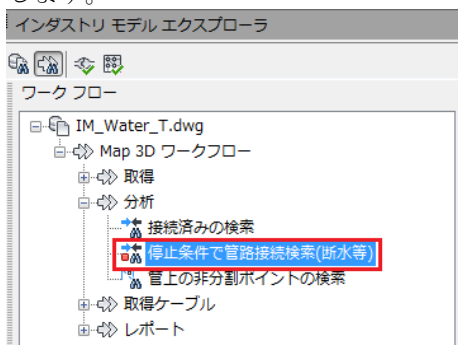 します。
インダストリ モデル エクスプローラ
ワーク フロー
IM_Water_T.dwg
Map 3D ワークフロー
取得
分析
接続済みの検索
停止条件で管路接続検索(断水等)
管上の非分割ポイントの検索
取得ケーブル
レポート